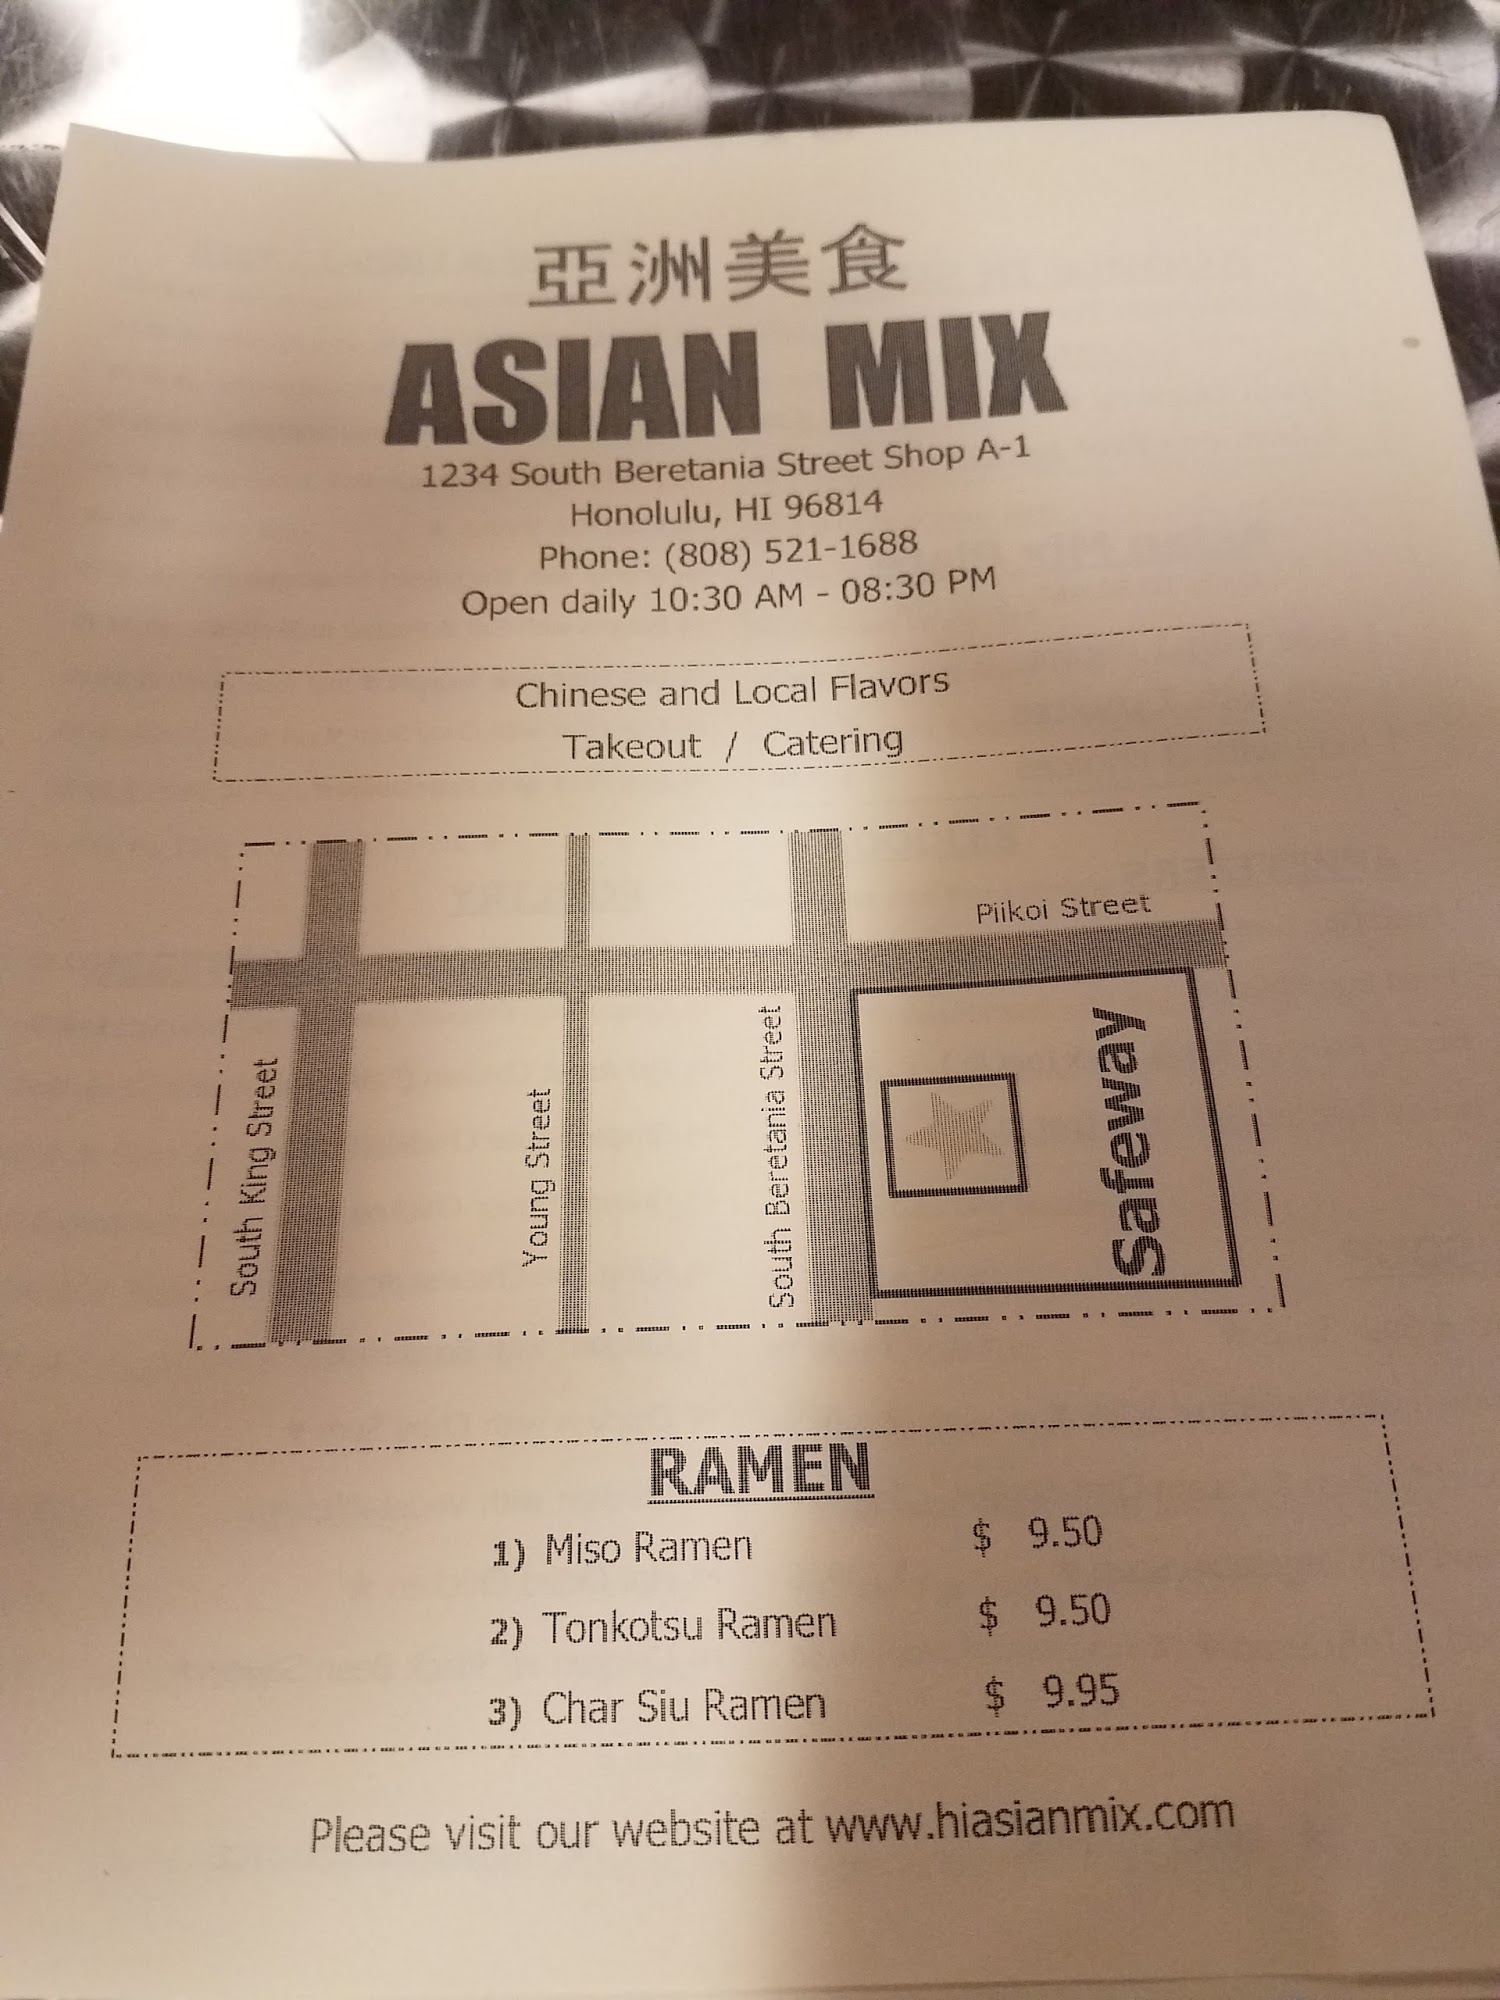 亞洲美食
ASIAN MIX
1234 South Beretania Street Shop A-1
Honolulu, HI 96814
Phone: (808) 521-1688
Open daily 10:30 AM - 08:30 PM
Chinese and Local Flavors
Takeout / Catering
Piikoi Street
South King Street
Young Street
South Beretania Street
Safeway
RAMEN
1) Miso Ramen $ 9.50
2) Tonkotsu Ramen $ 9.50
3) Char Siu Ramen $ 9.95
Please visit our website at www.hiasianmix.com